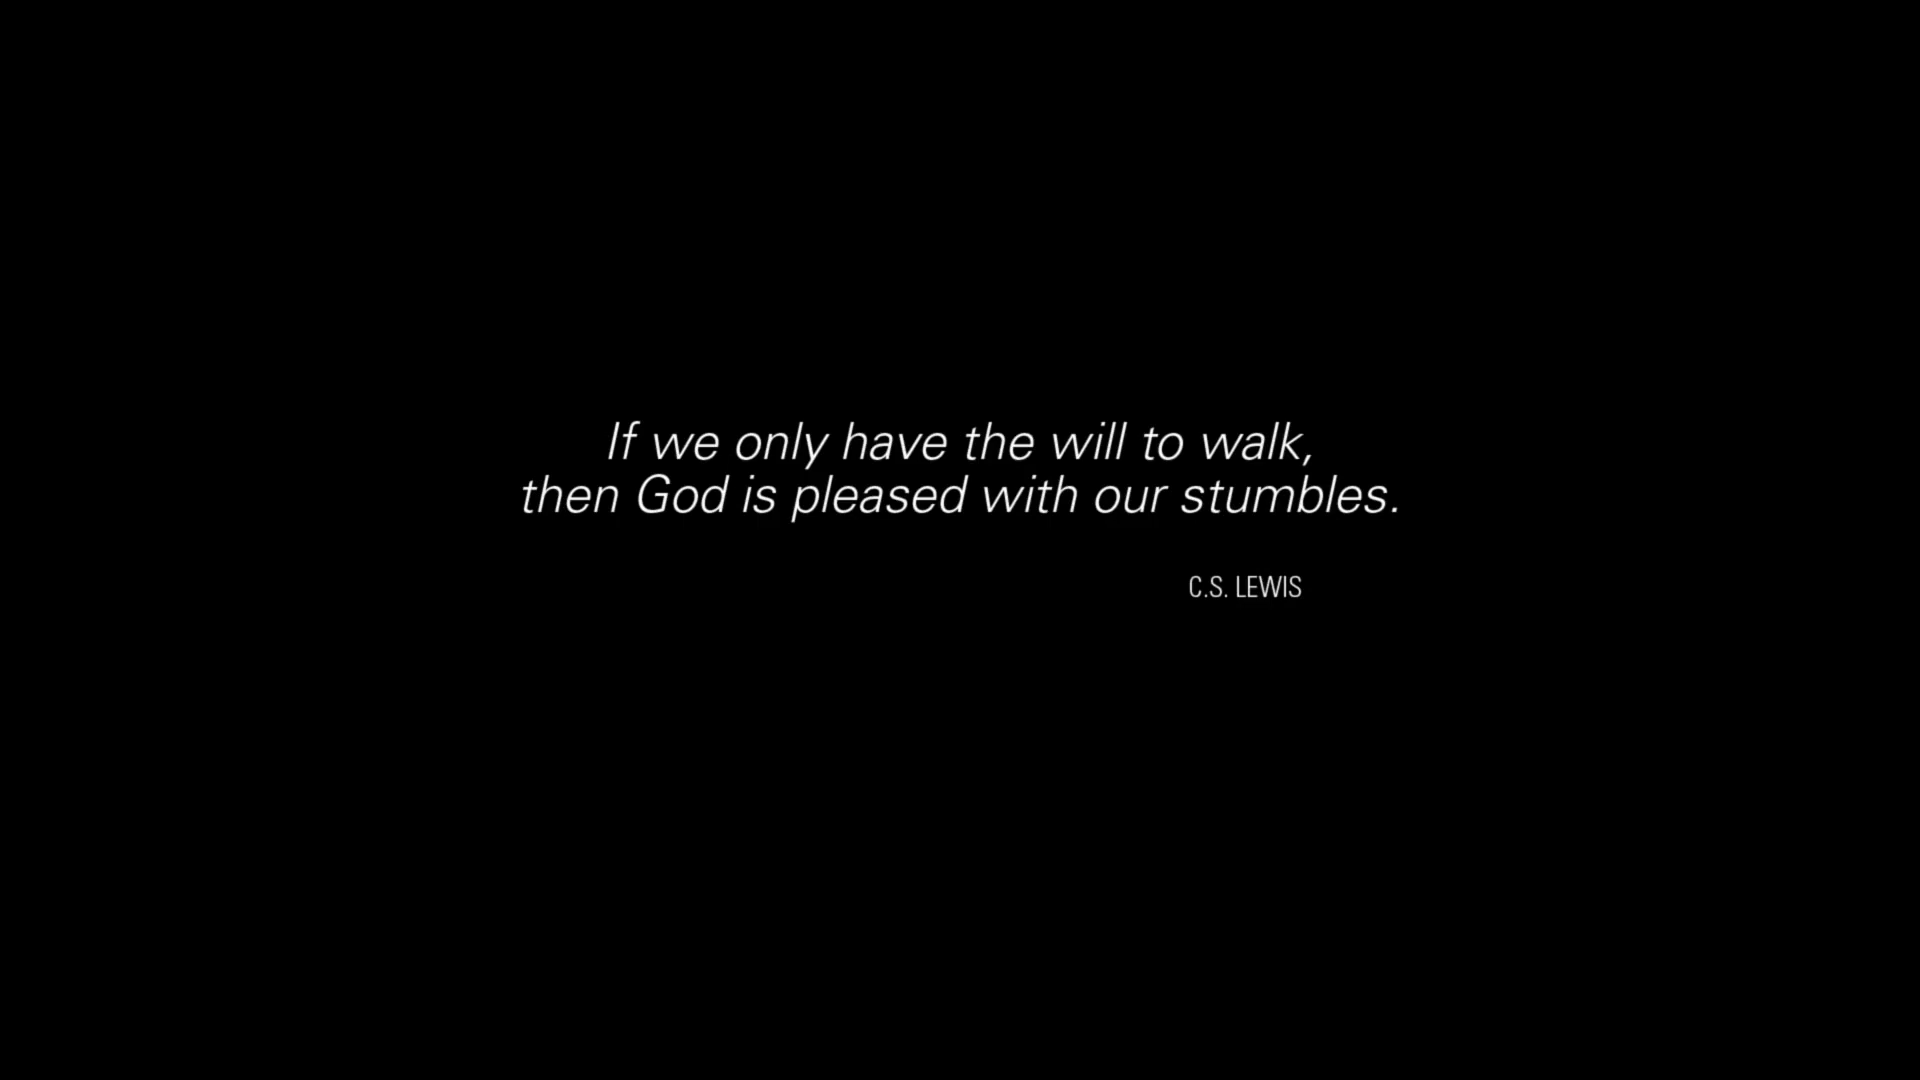 If we only have the will to walk,
then God is pleased with our stumbles.
C.S. LEWIS